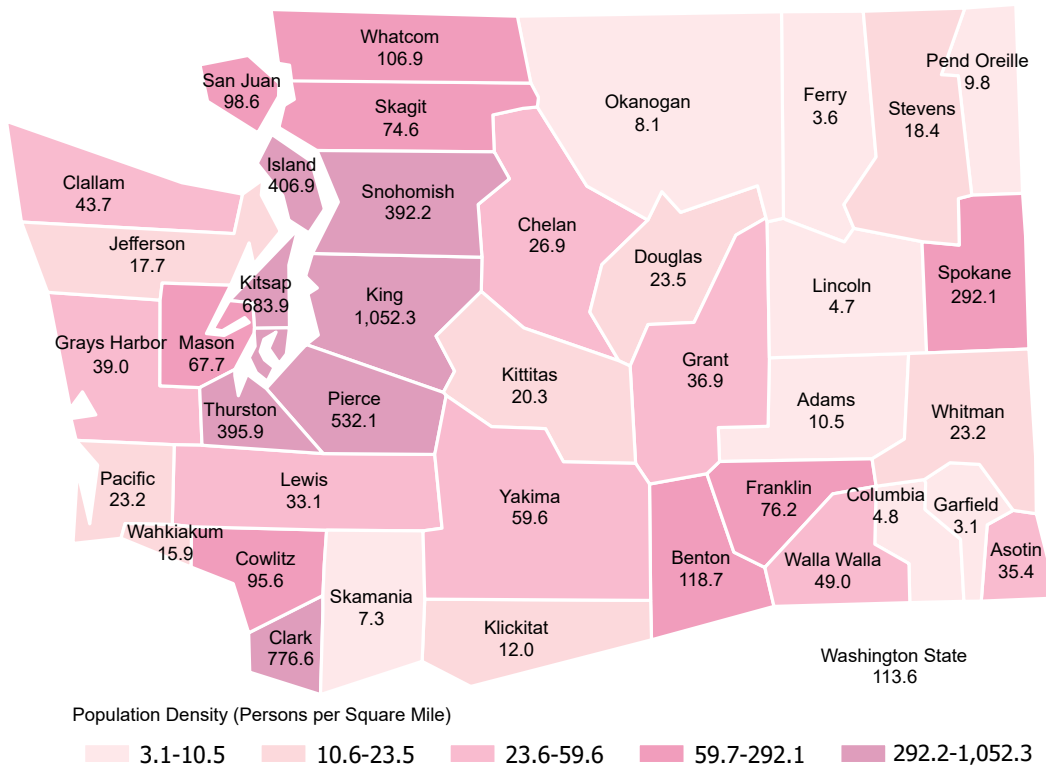 Whatcom
106.9
San Juan
98.6
Skagit
74.6
Okanogan
8.1
Ferry
3.6
Stevens
18.4
Pend Oreille
9.8
Island
406.9
Snohomish
392.2
Clallam
43.7
Chelan
26.9
Jefferson
17.7
Douglas
23.5
Kitsap
683.9
King
1,052.3
Lincoln
4.7
Spokane
292.1
Grays Harbor
39.0
Mason
67.7
Kittitas
20.3
Grant
36.9
Thurston
395.9
Pierce
532.1
Adams
10.5
Whitman
23.2
Pacific
23.2
Lewis
33.1
Yakima
59.6
Franklin
76.2
Columbia
4.8
Garfield
3.1
Wahkiakum
15.9
Cowlitz
95.6
Skamania
7.3
Benton
118.7
Walla Walla
49.0
Asotin
35.4
Clark
776.6
Klickitat
12.0
Washington State
113.6
Population Density (Persons per Square Mile)
3.1-10.5 10.6-23.5 23.6-59.6 59.7-292.1 292.2-1,052.3